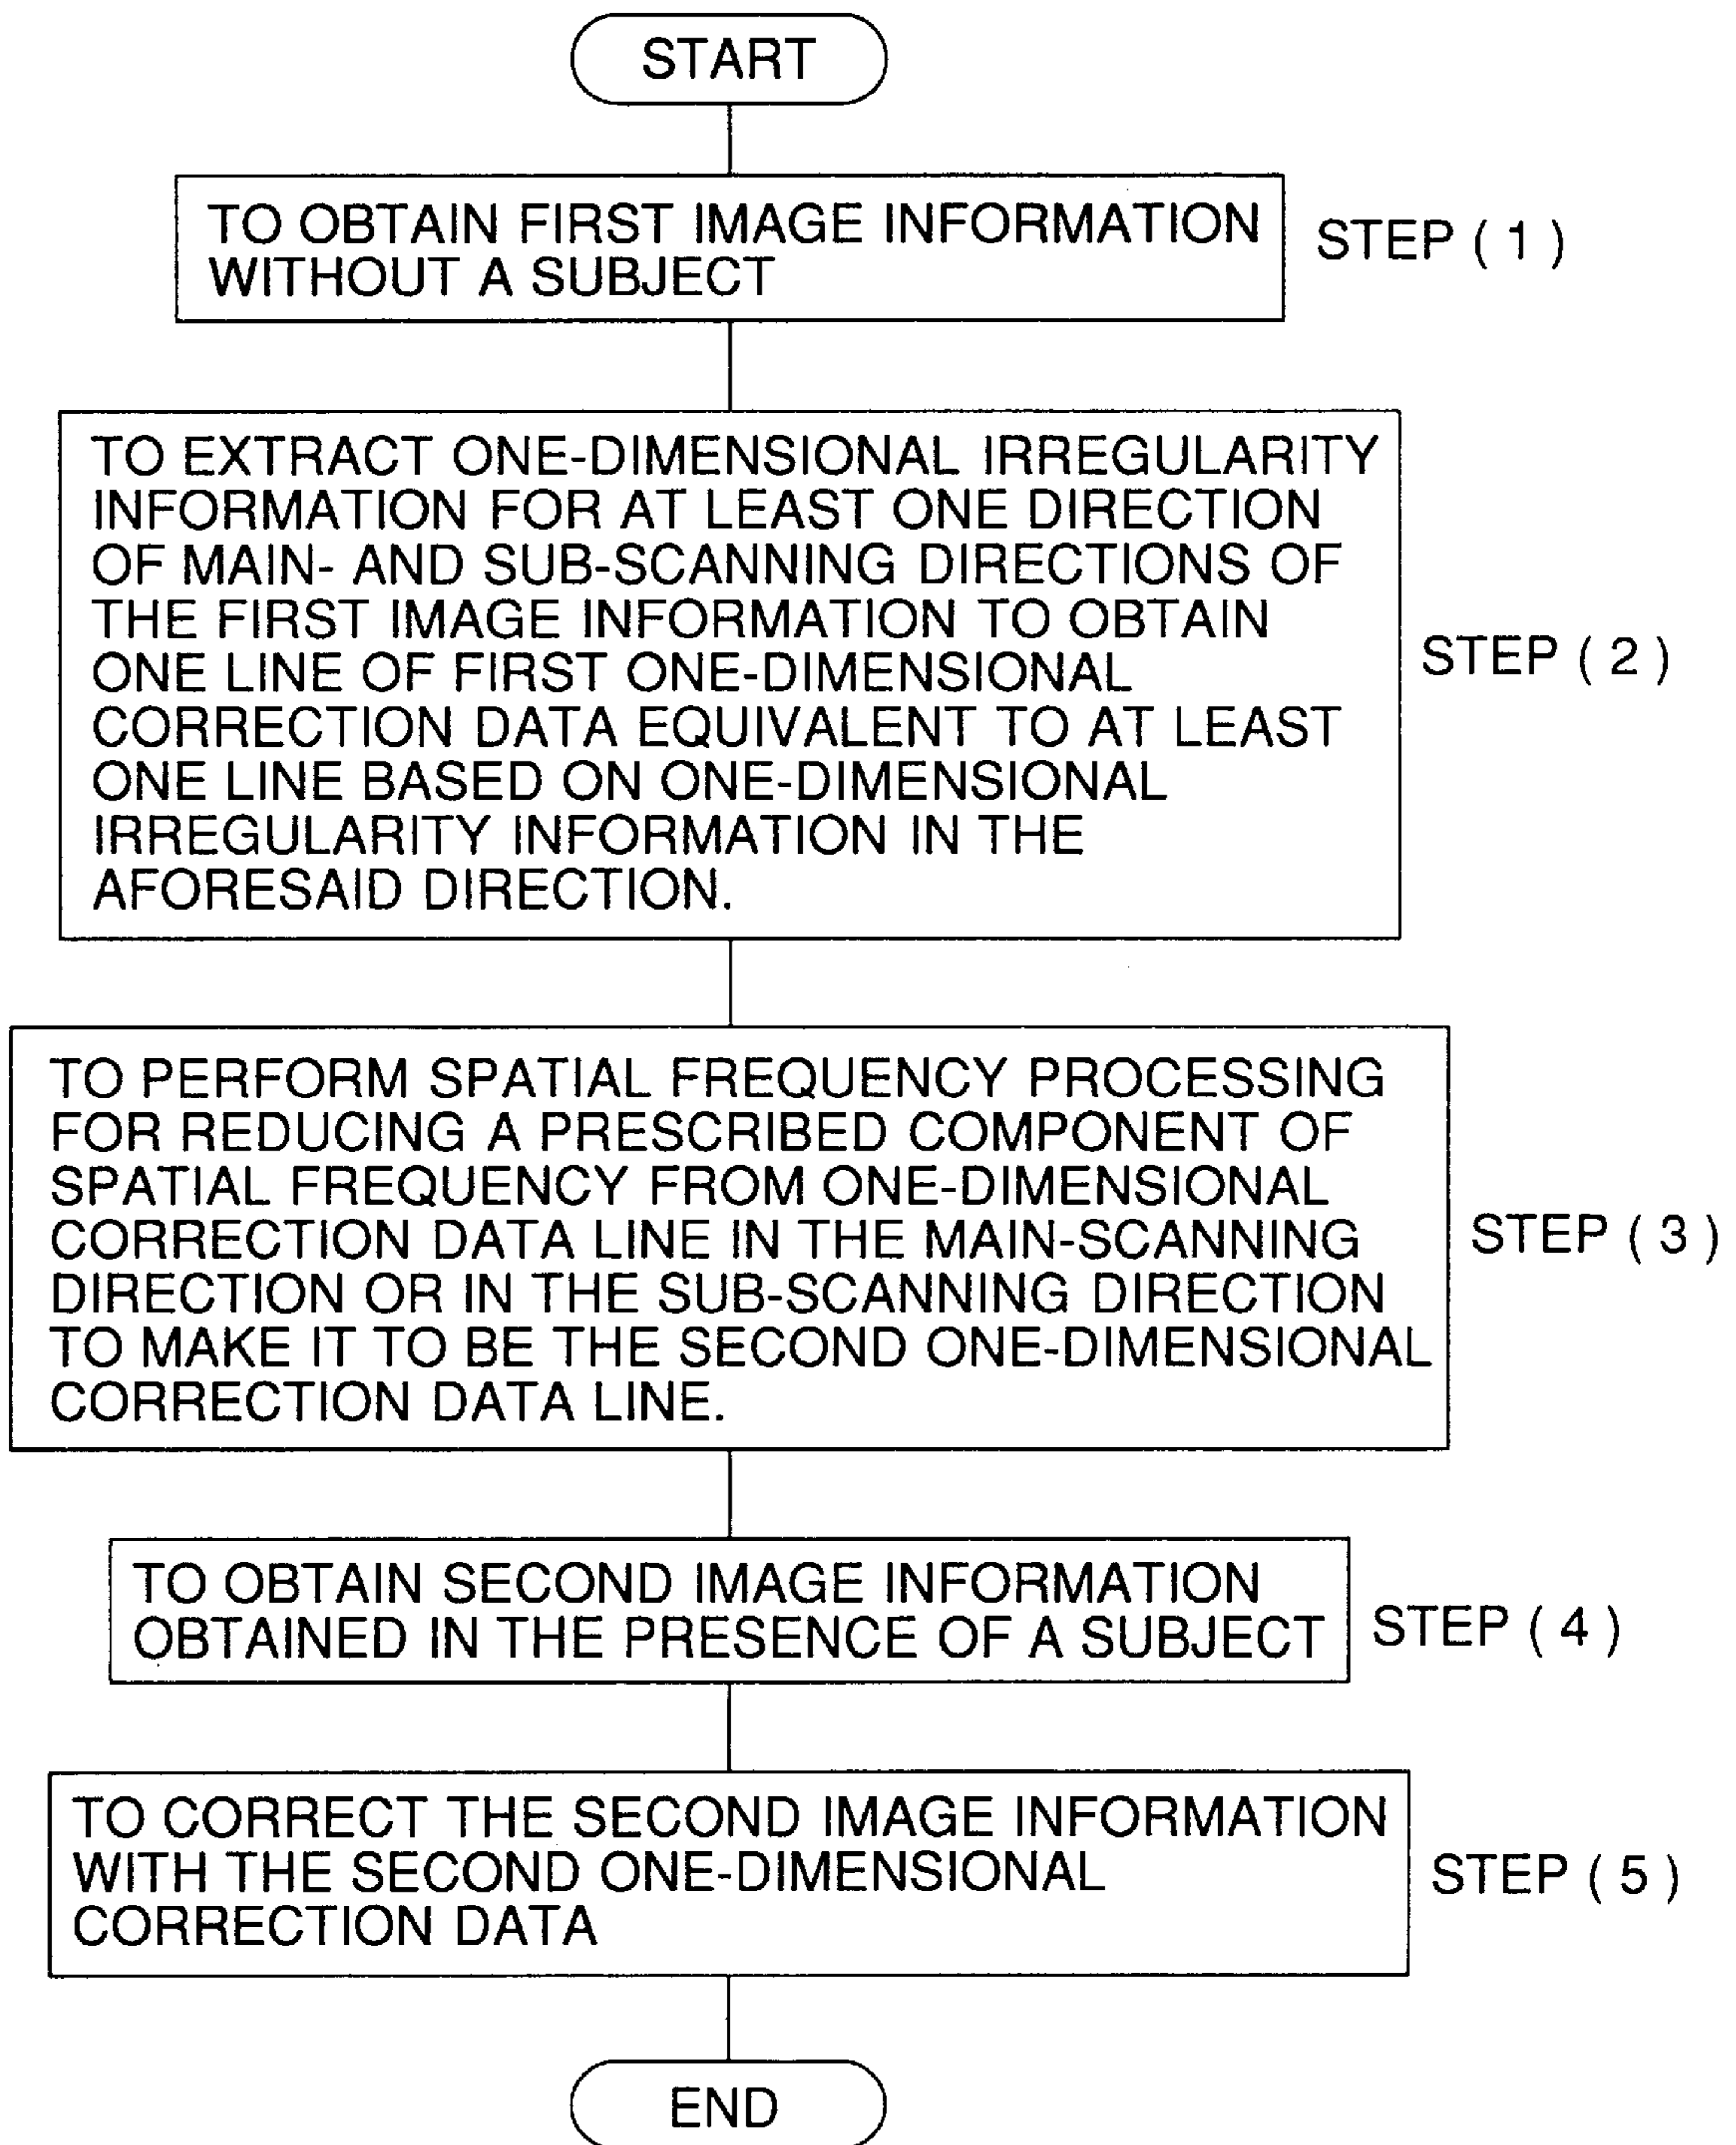 START
TO OBTAIN FIRST IMAGE INFORMATION
WITHOUT A SUBJECT
STEP ( 1 )
TO EXTRACT ONE-DIMENSIONAL IRREGULARITY
INFORMATION FOR AT LEAST ONE DIRECTION
OF MAIN- AND SUB-SCANNING DIRECTIONS OF
THE FIRST IMAGE INFORMATION TO OBTAIN
ONE LINE OF FIRST ONE-DIMENSIONAL
CORRECTION DATA EQUIVALENT TO AT LEAST
ONE LINE BASED ON ONE-DIMENSIONAL
IRREGULARITY INFORMATION IN THE
AFORESAID DIRECTION.
STEP ( 2 )
TO PERFORM SPATIAL FREQUENCY PROCESSING
FOR REDUCING A PRESCRIBED COMPONENT OF
SPATIAL FREQUENCY FROM ONE-DIMENSIONAL
CORRECTION DATA LINE IN THE MAIN-SCANNING
DIRECTION OR IN THE SUB-SCANNING DIRECTION
TO MAKE IT TO BE THE SECOND ONE-DIMENSIONAL
CORRECTION DATA LINE.
STEP ( 3 )
TO OBTAIN SECOND IMAGE INFORMATION
OBTAINED IN THE PRESENCE OF A SUBJECT
STEP ( 4 )
TO CORRECT THE SECOND IMAGE INFORMATION
WITH THE SECOND ONE-DIMENSIONAL
CORRECTION DATA
STEP ( 5 )
END